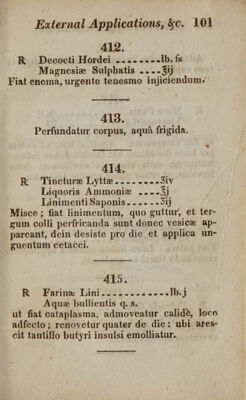 External Applications, &c. 101
412.
℞ Decocti Hordei - - - - - - - - lb. ſs
Magnesiæ Sulphatis - - - - ʒij
Fiat enema, urgente tenesmo injiciendum.
413.
Perfundatur corpus, aquâ frigida.
414.
℞ Tincturæ Lyttæ - - - - - - - ʒiv
Liquoris Ammoniæ - - - - ℥j
Linimenti Saponis - - - - - - ℥ij
Misce; fiat linimentum, quo guttur, et ter-
gum colli perfricanda sunt donec vesicæ ap-
pareant, dein desiste pro die et applica un-
guentum cetacei.
415.
℞ Farinæ Lini - - - - - - - - - - - lb. j
Aquæ bullientis q. s.
ut fiat cataplasma, admoveatur calidè, loco
adfecto; renovetur quater de die: ubi ares-
cit tantillo butyri insulsi emolliatur.